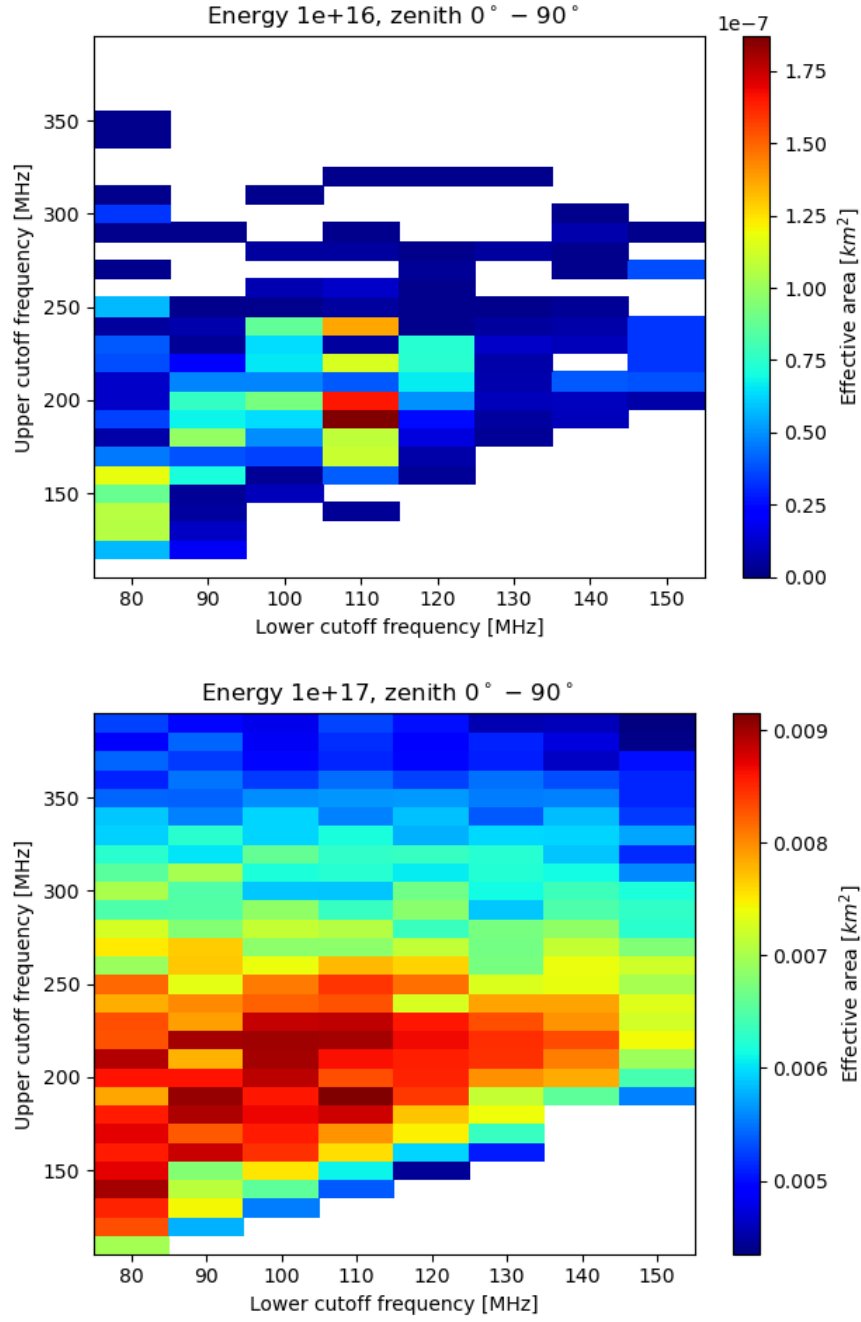 Energy 1e+16, zenith 0° − 90°
1e−7
Upper cutoff frequency [MHz]
350
300
250
200
150
80 90 100 110 120 130 140 150
Lower cutoff frequency [MHz]
1.75
1.50
1.25
1.00
0.75
0.50
0.25
0.00
Effective area [km²]
Energy 1e+17, zenith 0° − 90°
Upper cutoff frequency [MHz]
350
300
250
200
150
80 90 100 110 120 130 140 150
Lower cutoff frequency [MHz]
0.009
0.008
0.007
0.006
0.005
Effective area [km²]